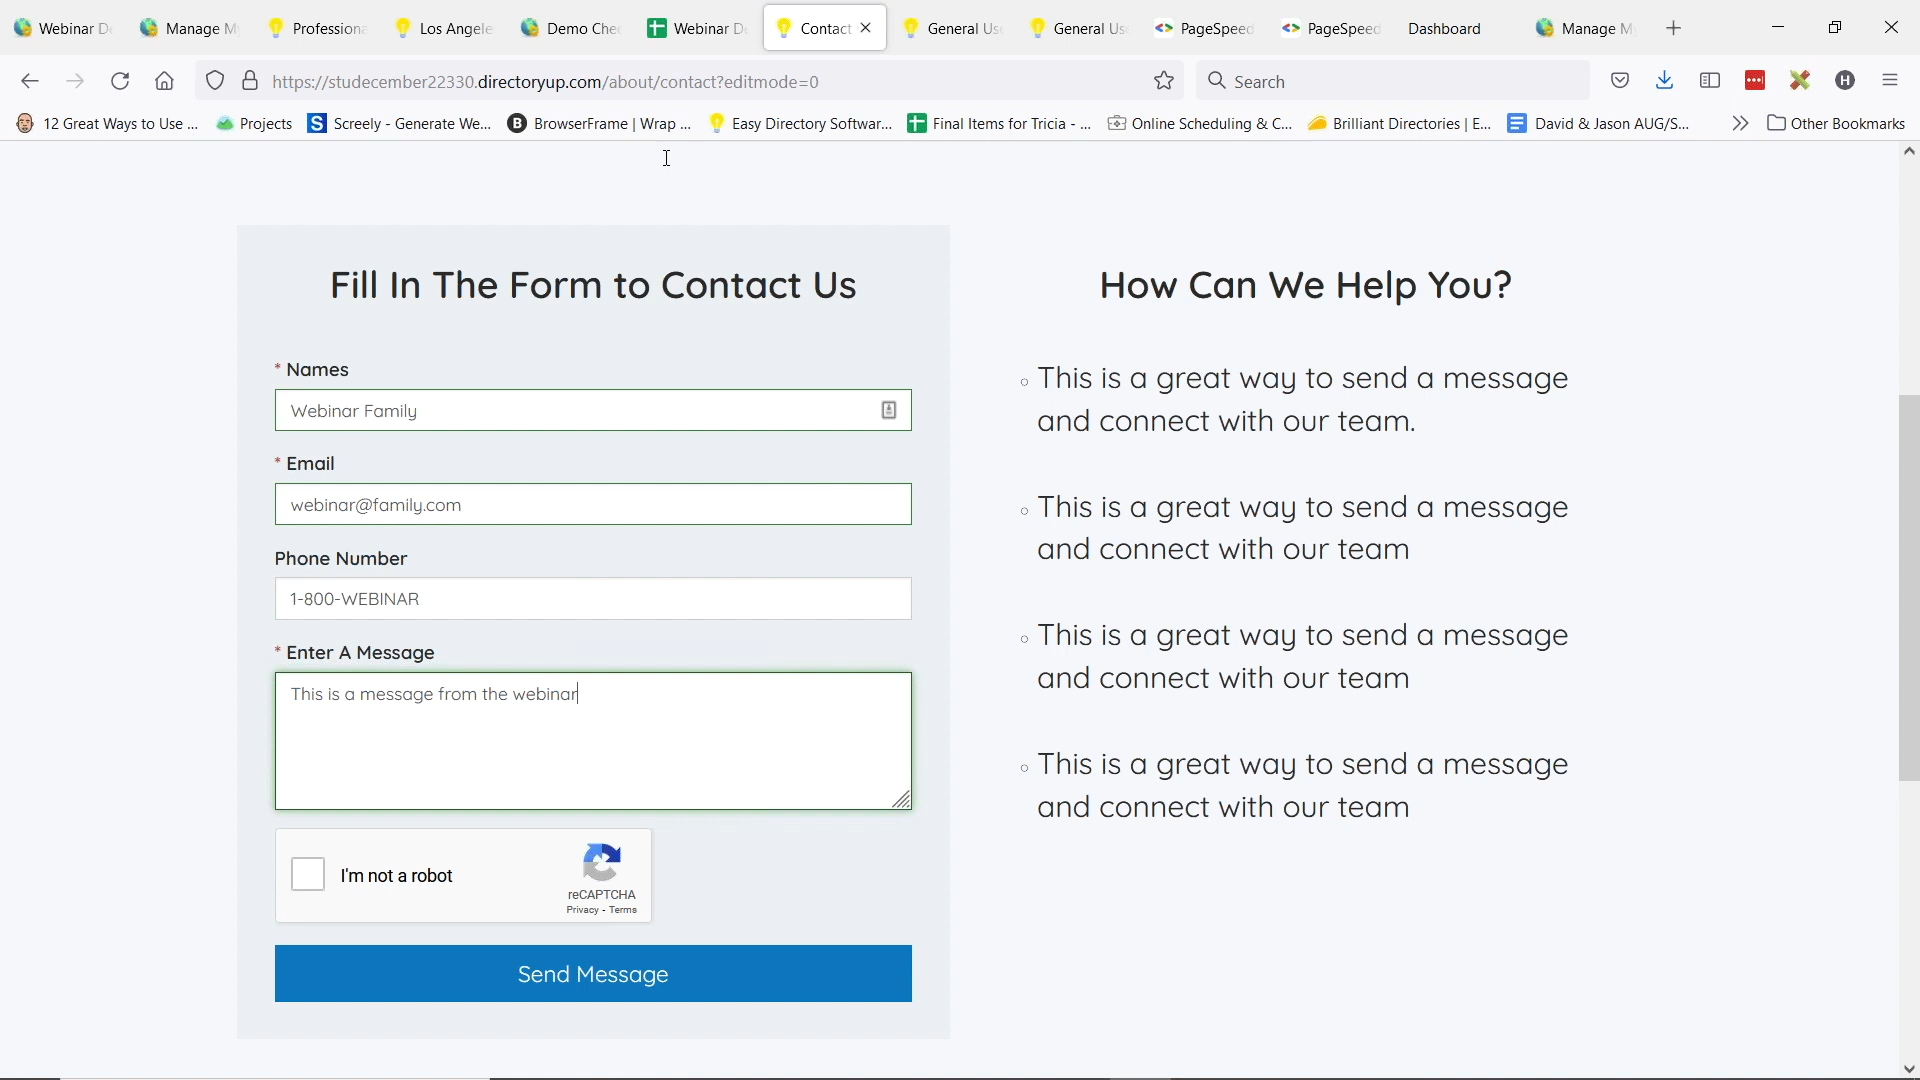 Webinar D
Manage M
Professiona
Los Angele
Demo Che
Webinar D
Contact
General Us
General Us
PageSpeed
PageSpeed
Dashboard
Manage M
https://studecember22330.directoryup.com/about/contact?editmode=0
Search
H
12 Great Ways to Use ...
Projects
S Screely - Generate We...
B BrowserFrame | Wrap ...
Easy Directory Softwar...
Final Items for Tricia - ...
Online Scheduling & C...
Brilliant Directories | E...
David & Jason AUG/S...
Other Bookmarks
Fill In The Form to Contact Us
* Names
Webinar Family
* Email
webinar@family.com
Phone Number
1-800-WEBINAR
* Enter A Message
This is a message from the webinar
I'm not a robot
reCAPTCHA
Privacy - Terms
Send Message
How Can We Help You?
This is a great way to send a message
and connect with our team.
This is a great way to send a message
and connect with our team
This is a great way to send a message
and connect with our team
This is a great way to send a message
and connect with our team